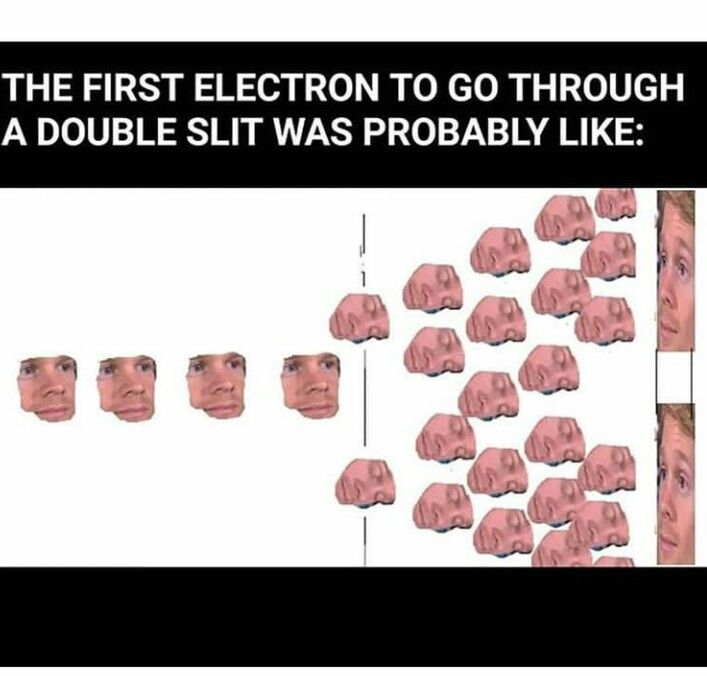 THE FIRST ELECTRON TO GO THROUGH
A DOUBLE SLIT WAS PROBABLY LIKE: